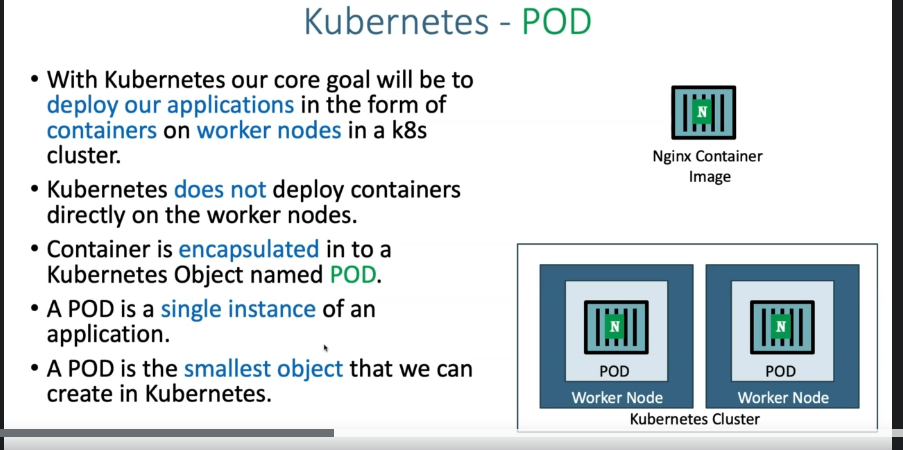 Kubernetes - POD
• With Kubernetes our core goal will be to
deploy our applications in the form of
containers on worker nodes in a k8s
cluster.
• Kubernetes does not deploy containers
directly on the worker nodes.
• Container is encapsulated in to a
Kubernetes Object named POD.
• A POD is a single instance of an
application.
• A POD is the smallest object that we can
create in Kubernetes.
N
Nginx Container
Image
N
POD
Worker Node
N
POD
Worker Node
Kubernetes Cluster